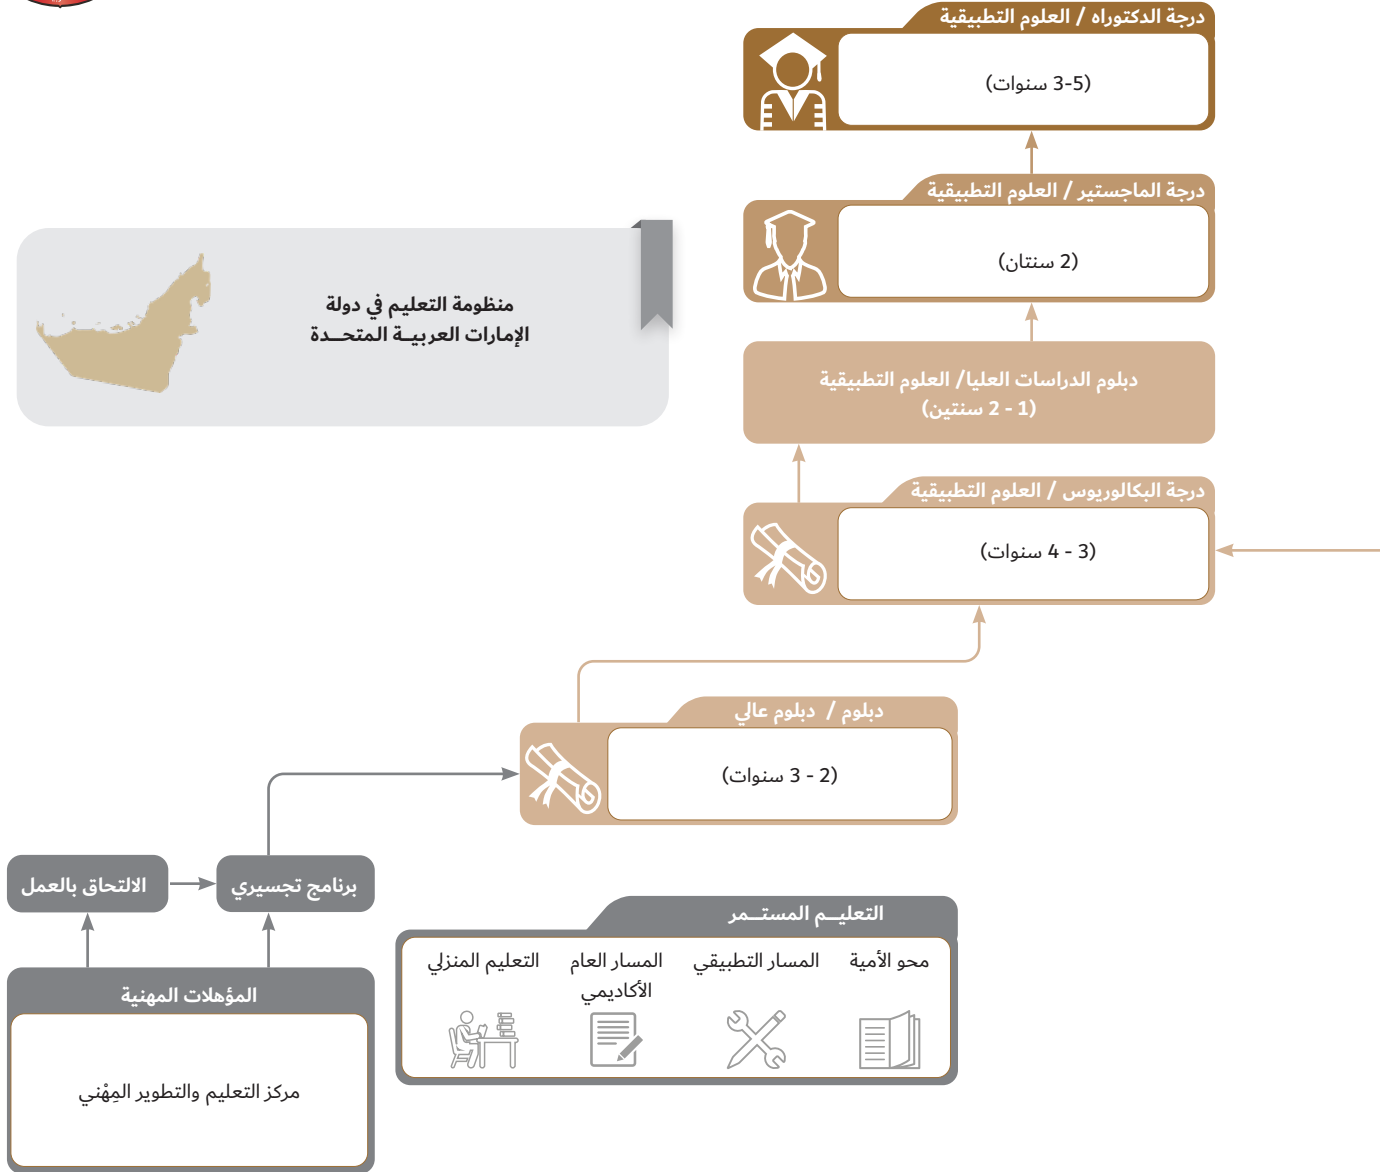 درجة الدكتوراه / العلوم التطبيقية
(3-5 سنوات)
درجة الماجستير / العلوم التطبيقية
(2 سنتان)
منظومة التعليم في دولة
الإمارات العربيــة المتحــدة
دبلوم الدراسات العليا/ العلوم التطبيقية
(1 - 2 سنتين)
درجة البكالوريوس / العلوم التطبيقية
(3 - 4 سنوات)
دبلوم / دبلوم عالي
(2 - 3 سنوات)
برنامج تجسيري
الالتحاق بالعمل
التعليــم المستــمر
محو الأمية
المسار التطبيقي
المسار العام
الأكاديمي
التعليم المنزلي
المؤهلات المهنية
مركز التعليم والتطوير المِهْني